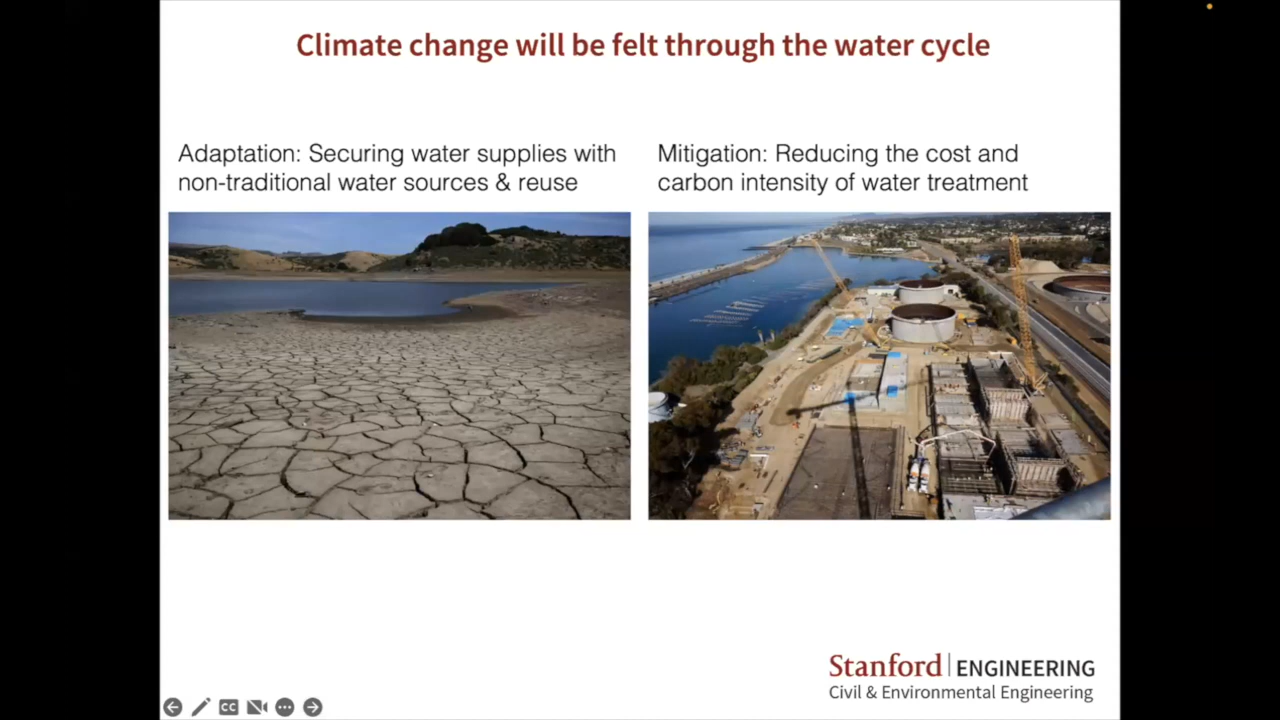 Climate change will be felt through the water cycle
Adaptation: Securing water supplies with
non-traditional water sources & reuse
Mitigation: Reducing the cost and
carbon intensity of water treatment
Stanford | ENGINEERING
Civil & Environmental Engineering
CC